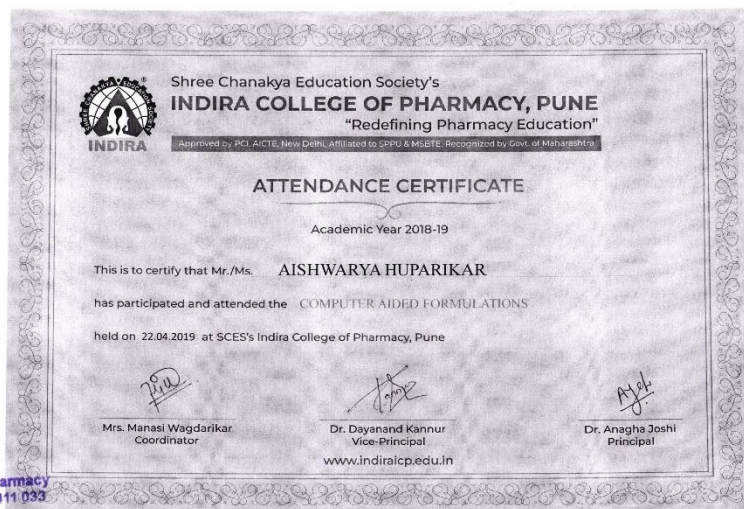 Shree Chanakya Education Society's
INDIRA COLLEGE OF PHARMACY, PUNE
"Redefining Pharmacy Education"
INDIRA
Approved by PCI, AICTE, New Delhi, Affiliated to SPPU & MSBTE, Recognized by Govt. of Maharashtra
ATTENDANCE CERTIFICATE
Academic Year 2018-19
This is to certify that Mr./Ms. AISHWARYA HUPARIKAR
has participated and attended the COMPUTER AIDED FORMULATIONS
held on 22.04.2019 at SCES's Indira College of Pharmacy, Pune
Mrs. Manasi Wagdarikar
Coordinator
Dr. Dayanand Kannur
Vice-Principal
Dr. Anagha Joshi
Principal
www.indiraicp.edu.in
armacy
411 033